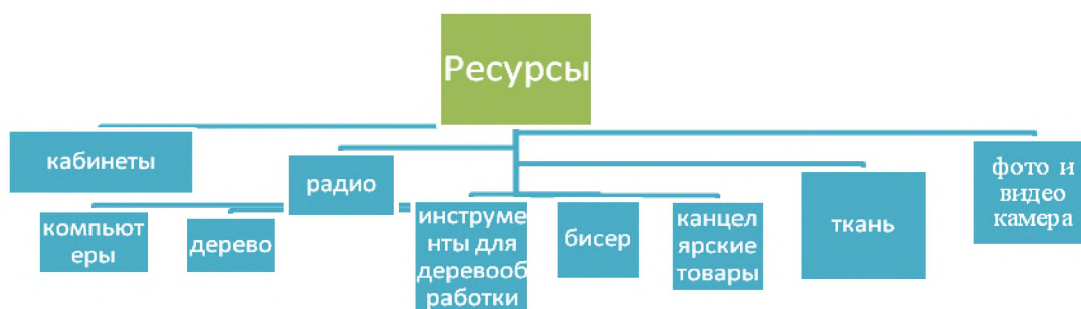 Ресурсы
кабинеты
радио
фото и
видео
камера
компьют
еры
дерево
инструме
нты для
деревооб
работки
бисер
канцел
ярские
товары
ткань